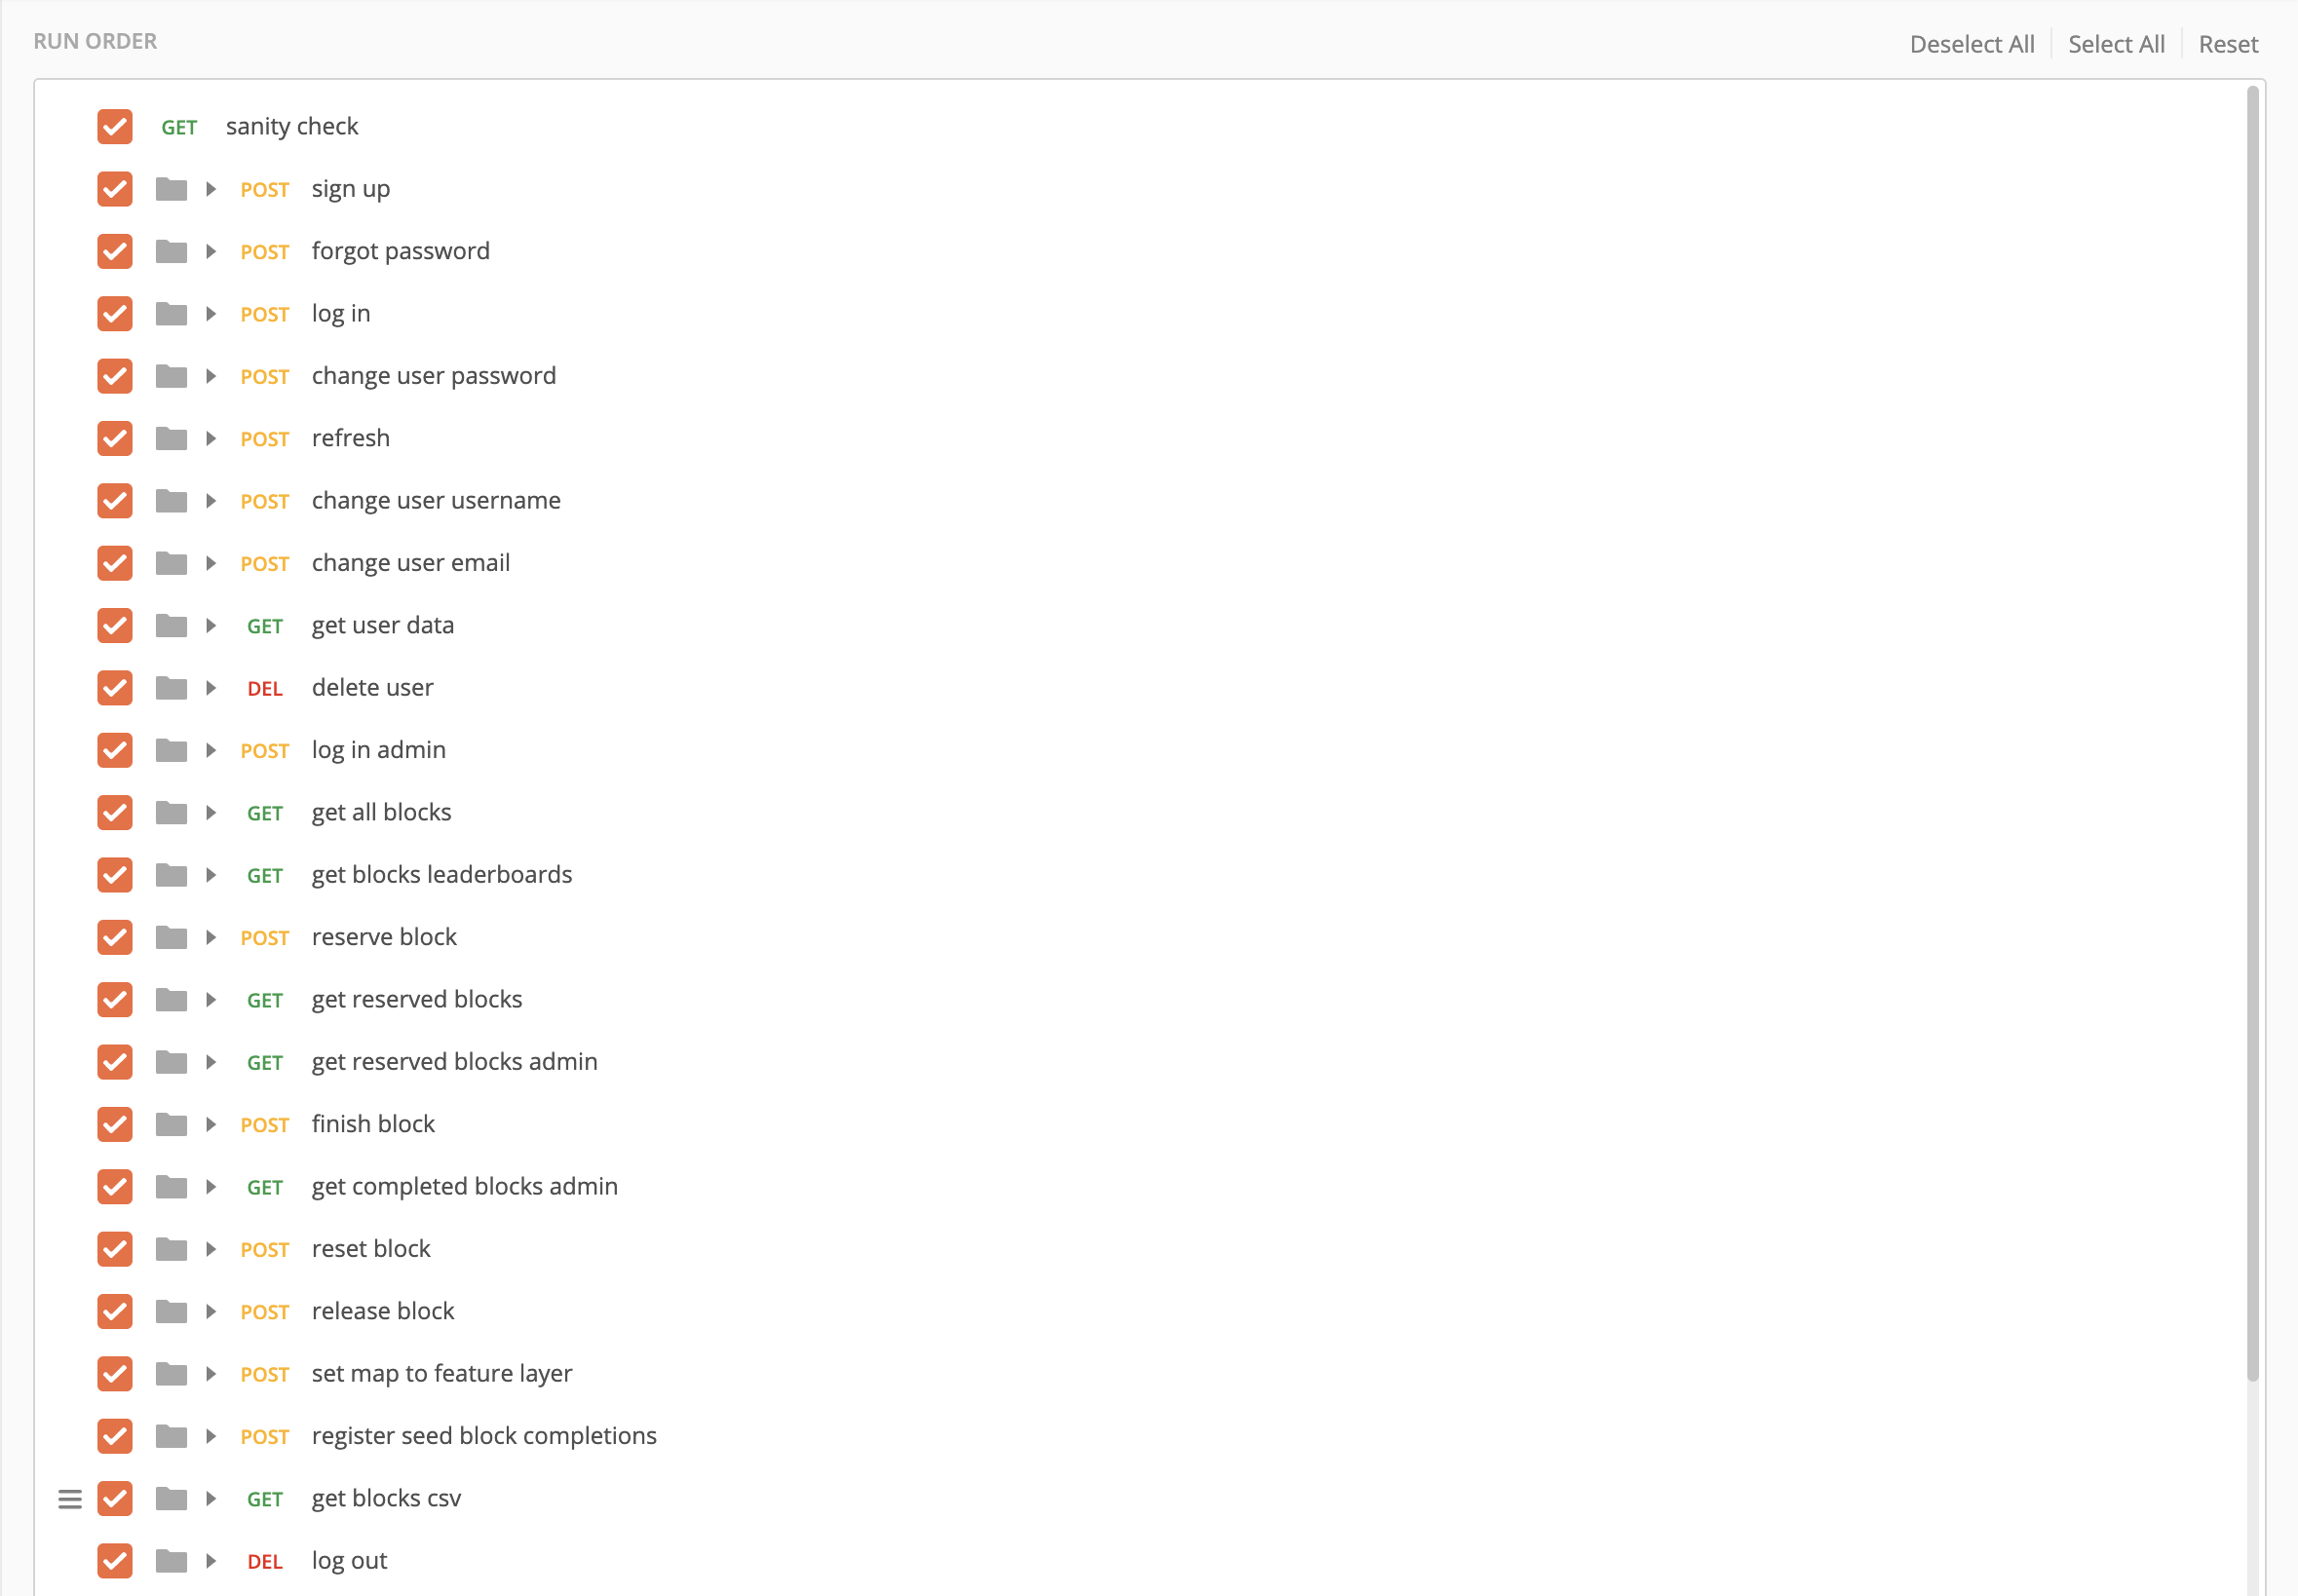 RUN ORDER Deselect All Select All Reset
GET sanity check
POST sign up
POST forgot password
POST log in
POST change user password
POST refresh
POST change user username
POST change user email
GET get user data
DEL delete user
POST log in admin
GET get all blocks
GET get blocks leaderboards
POST reserve block
GET get reserved blocks
GET get reserved blocks admin
POST finish block
GET get completed blocks admin
POST reset block
POST release block
POST set map to feature layer
POST register seed block completions
GET get blocks csv
DEL log out